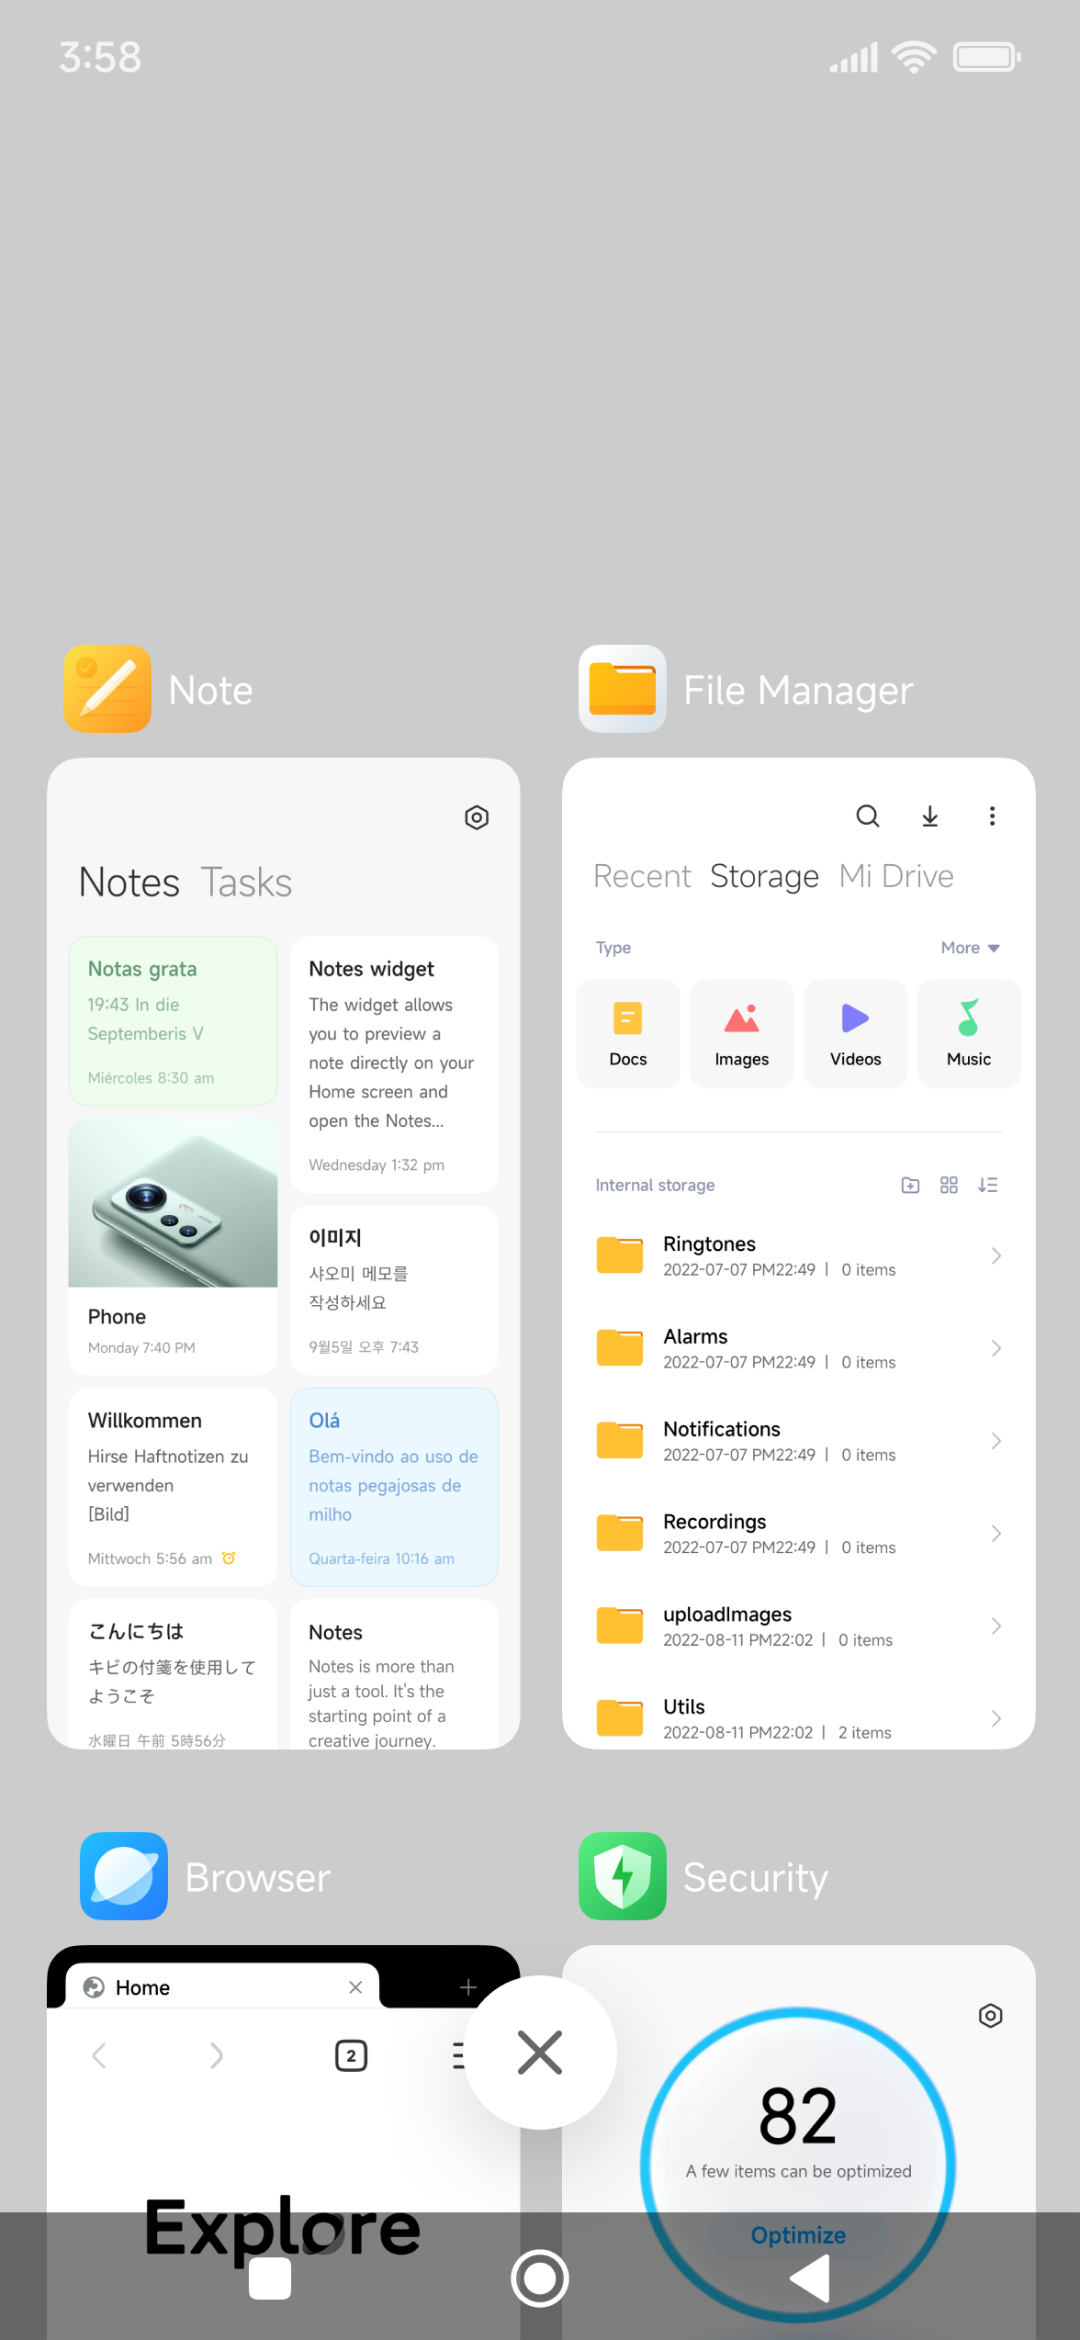 3:58
Note
File Manager
Notes Tasks
Notas grata
19:43 In die
Septemberis V
Miércoles 8:30 am
Phone
Monday 7:40 PM
Willkommen
Hirse Haftnotizen zu
verwenden
[Bild]
Mittwoch 5:56 am
こんにちは
キビの付箋を使用して
ようこそ
水曜日 午前 5時56分
Notes widget
The widget allows
you to preview a
note directly on your
Home screen and
open the Notes...
Wednesday 1:32 pm
이미지
샤오미 메모를
작성하세요
9월5일 오후 7:43
Olá
Bem-vindo ao uso de
notas pegajosas de
milho
Quarta-feira 10:16 am
Notes
Notes is more than
just a tool. It's the
starting point of a
creative journey.
Recent Storage Mi Drive
Type More
Docs Images Videos Music
Internal storage
Ringtones
2022-07-07 PM22:49 | 0 items
Alarms
2022-07-07 PM22:49 | 0 items
Notifications
2022-07-07 PM22:49 | 0 items
Recordings
2022-07-07 PM22:49 | 0 items
uploadImages
2022-08-11 PM22:02 | 0 items
Utils
2022-08-11 PM22:02 | 2 items
Browser
Security
Home
2
Explore
82
A few items can be optimized
Optimize